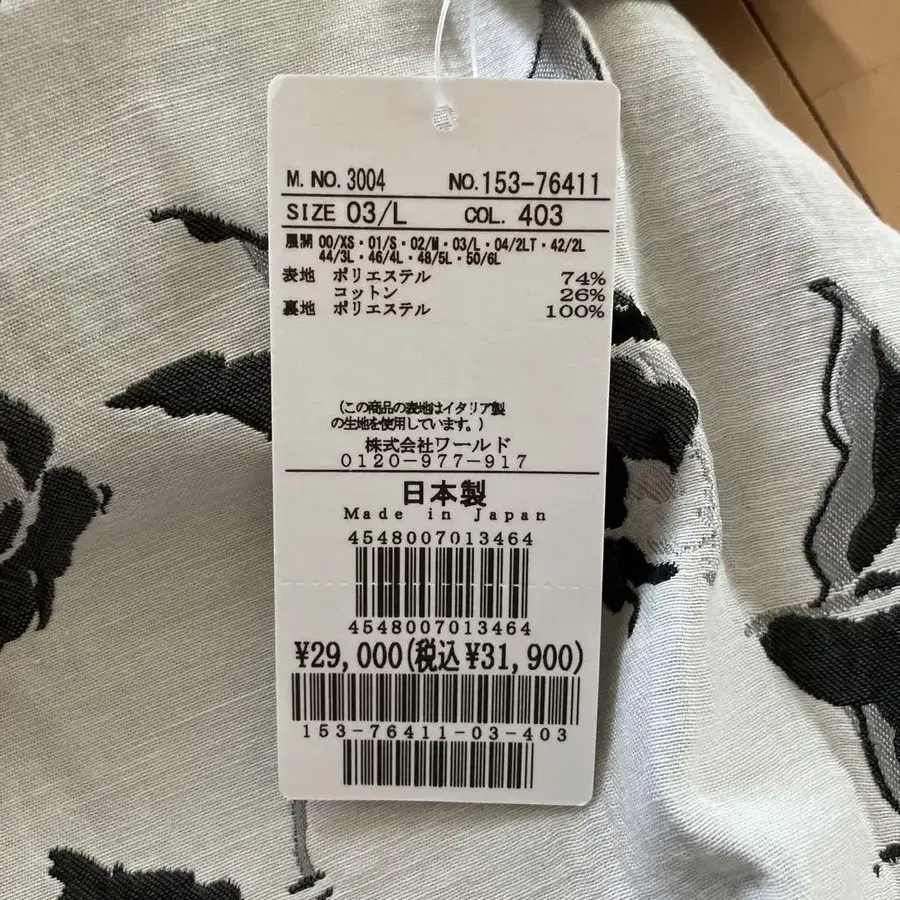 M. NO. 3004 NO. 153-76411
SIZE 03/L COL. 403
展開 00/XS・01/S・02/M・03/L・04/2LT・42/2L
44/3L・46/4L・48/5L・50/6L
表地 ポリエステル 74%
コットン 26%
裏地 ポリエステル 100%
(この商品の表地はイタリア製
の生地を使用しています。)
株式会社ワールド
0120-977-917
日本製
Made in Japan
4548007013464
4548007013464
¥29,000(税込¥31,900)
153-76411-03-403